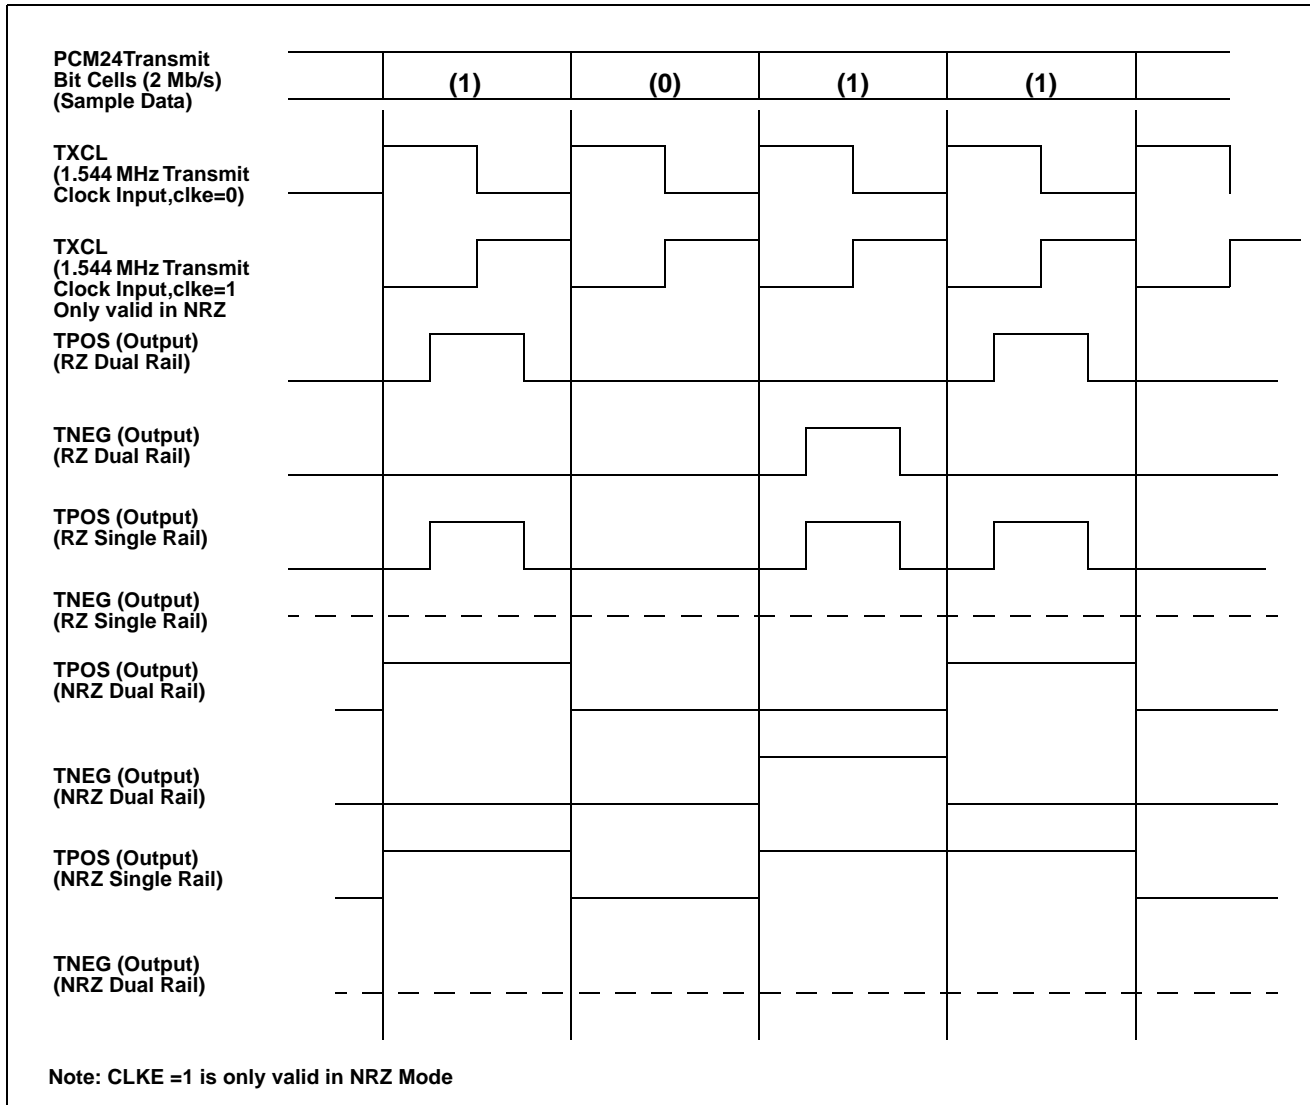 PCM24Transmit
Bit Cells (2 Mb/s)
(Sample Data)
(1) (0) (1) (1)
TXCL
(1.544 MHz Transmit
Clock Input,clke=0)
TXCL
(1.544 MHz Transmit
Clock Input,clke=1
Only valid in NRZ
TPOS (Output)
(RZ Dual Rail)
TNEG (Output)
(RZ Dual Rail)
TPOS (Output)
(RZ Single Rail)
TNEG (Output)
(RZ Single Rail)
TPOS (Output)
(NRZ Dual Rail)
TNEG (Output)
(NRZ Dual Rail)
TPOS (Output)
(NRZ Single Rail)
TNEG (Output)
(NRZ Dual Rail)
Note: CLKE =1 is only valid in NRZ Mode